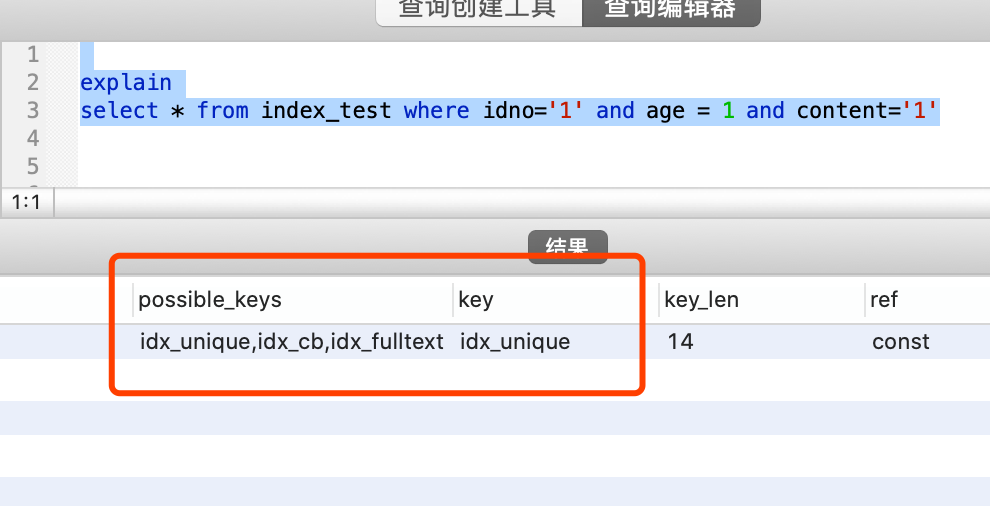 查询创建工具 查询编辑器
1
2 explain
3 select * from index_test where idno='1' and age = 1 and content='1'
4
5
1:1
结果
possible_keys key key_len ref
idx_unique,idx_cb,idx_fulltext idx_unique 14 const